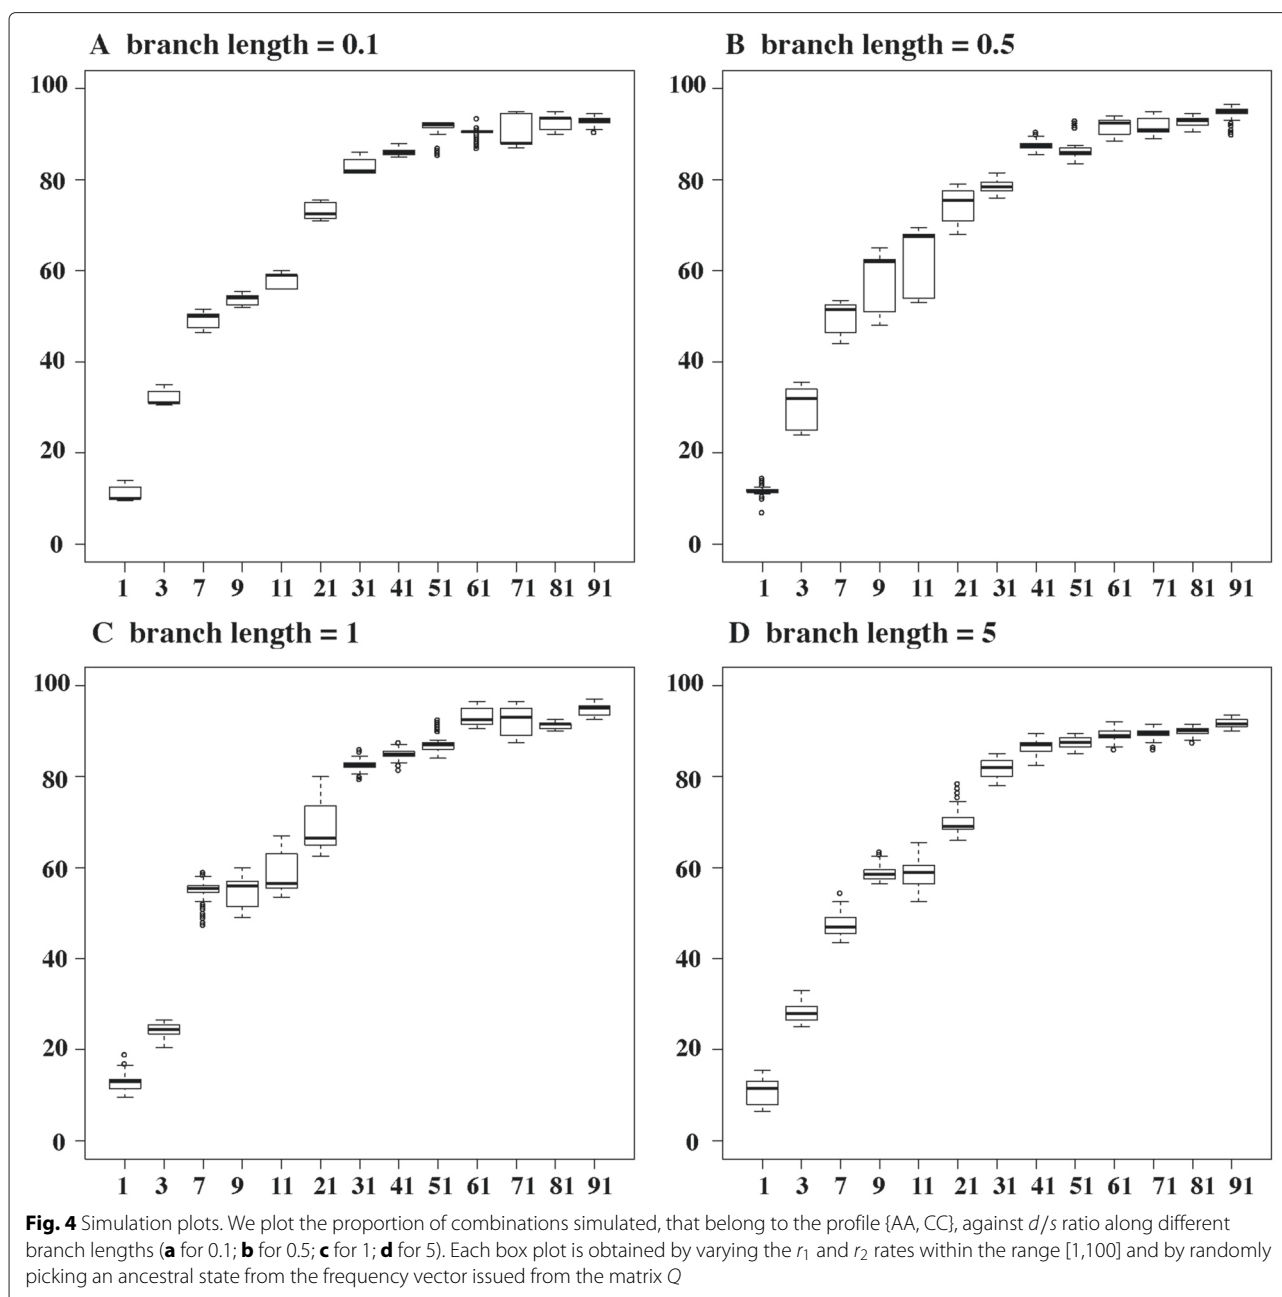 A branch length = 0.1
100
80
60
40
20
0
1 3 7 9 11 21 31 41 51 61 71 81 91
B branch length = 0.5
100
80
60
40
20
0
1 3 7 9 11 21 31 41 51 61 71 81 91
C branch length = 1
100
80
60
40
20
0
1 3 7 9 11 21 31 41 51 61 71 81 91
D branch length = 5
100
80
60
40
20
0
1 3 7 9 11 21 31 41 51 61 71 81 91
Fig. 4 Simulation plots. We plot the proportion of combinations simulated, that belong to the profile {AA, CC}, against d/s ratio along different
branch lengths (a for 0.1; b for 0.5; c for 1; d for 5). Each box plot is obtained by varying the r1 and r2 rates within the range [1,100] and by randomly
picking an ancestral state from the frequency vector issued from the matrix Q